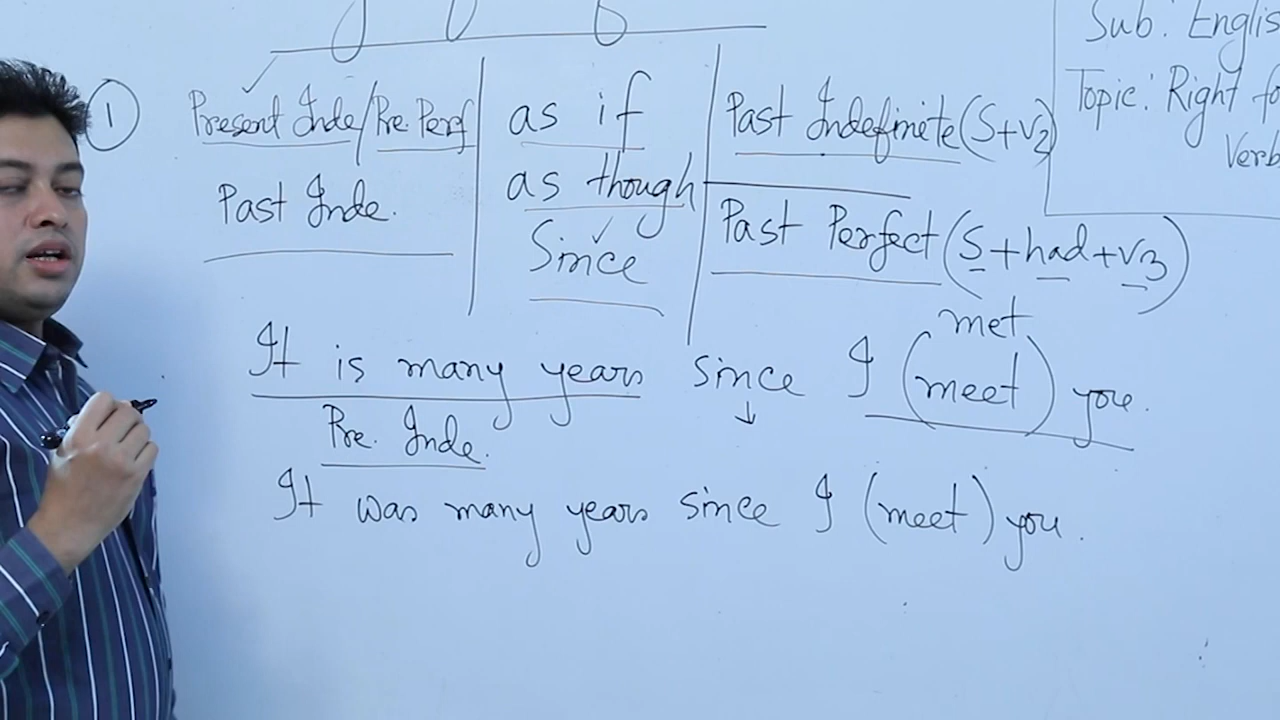 Sub: Englis
Topic: Right fo
Verb
1
Present Inde/Pre. Perf
as if
Past Indefinite (S+V2)
Past Inde.
as though
Since
Past Perfect (S+had+V3)
met
It is many years since I (meet) you.
Pre. Inde.
It was many years since I (meet) you.